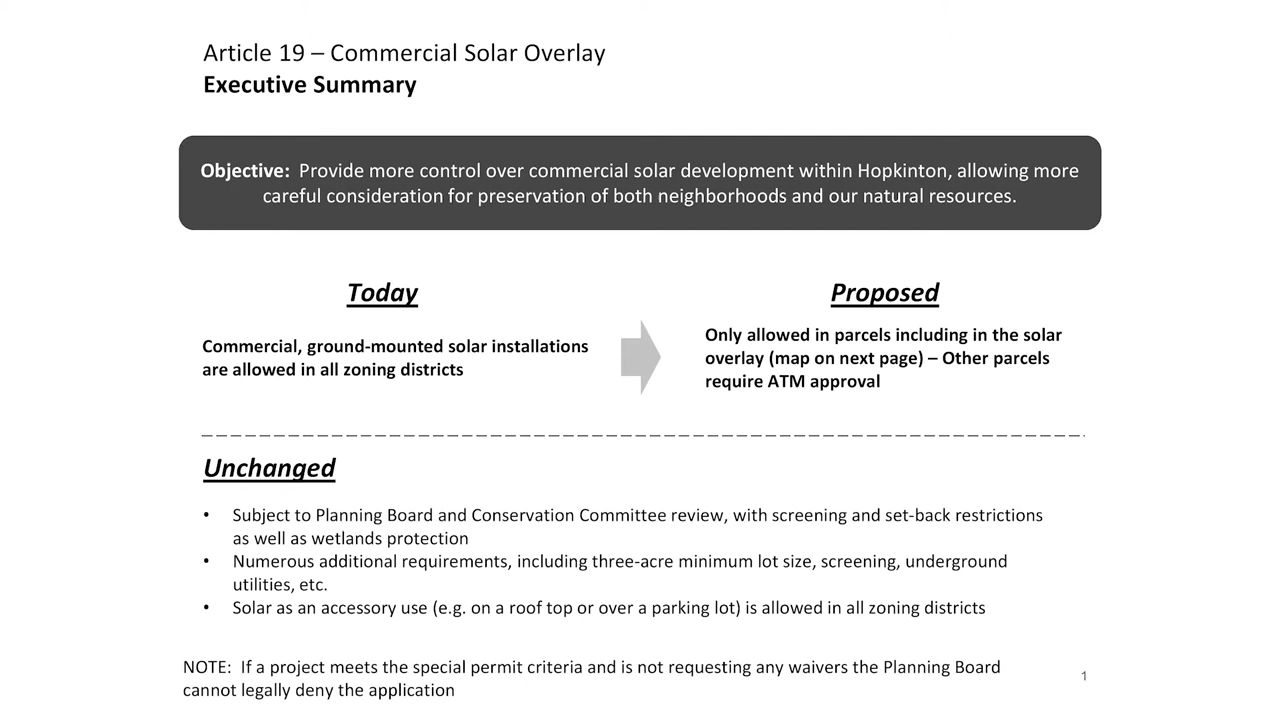 Article 19 – Commercial Solar Overlay
Executive Summary
Objective: Provide more control over commercial solar development within Hopkinton, allowing more
careful consideration for preservation of both neighborhoods and our natural resources.
Today
Commercial, ground-mounted solar installations
are allowed in all zoning districts
Proposed
Only allowed in parcels including in the solar
overlay (map on next page) – Other parcels
require ATM approval
Unchanged
• Subject to Planning Board and Conservation Committee review, with screening and set-back restrictions
as well as wetlands protection
• Numerous additional requirements, including three-acre minimum lot size, screening, underground
utilities, etc.
• Solar as an accessory use (e.g. on a roof top or over a parking lot) is allowed in all zoning districts
NOTE: If a project meets the special permit criteria and is not requesting any waivers the Planning Board
cannot legally deny the application
1